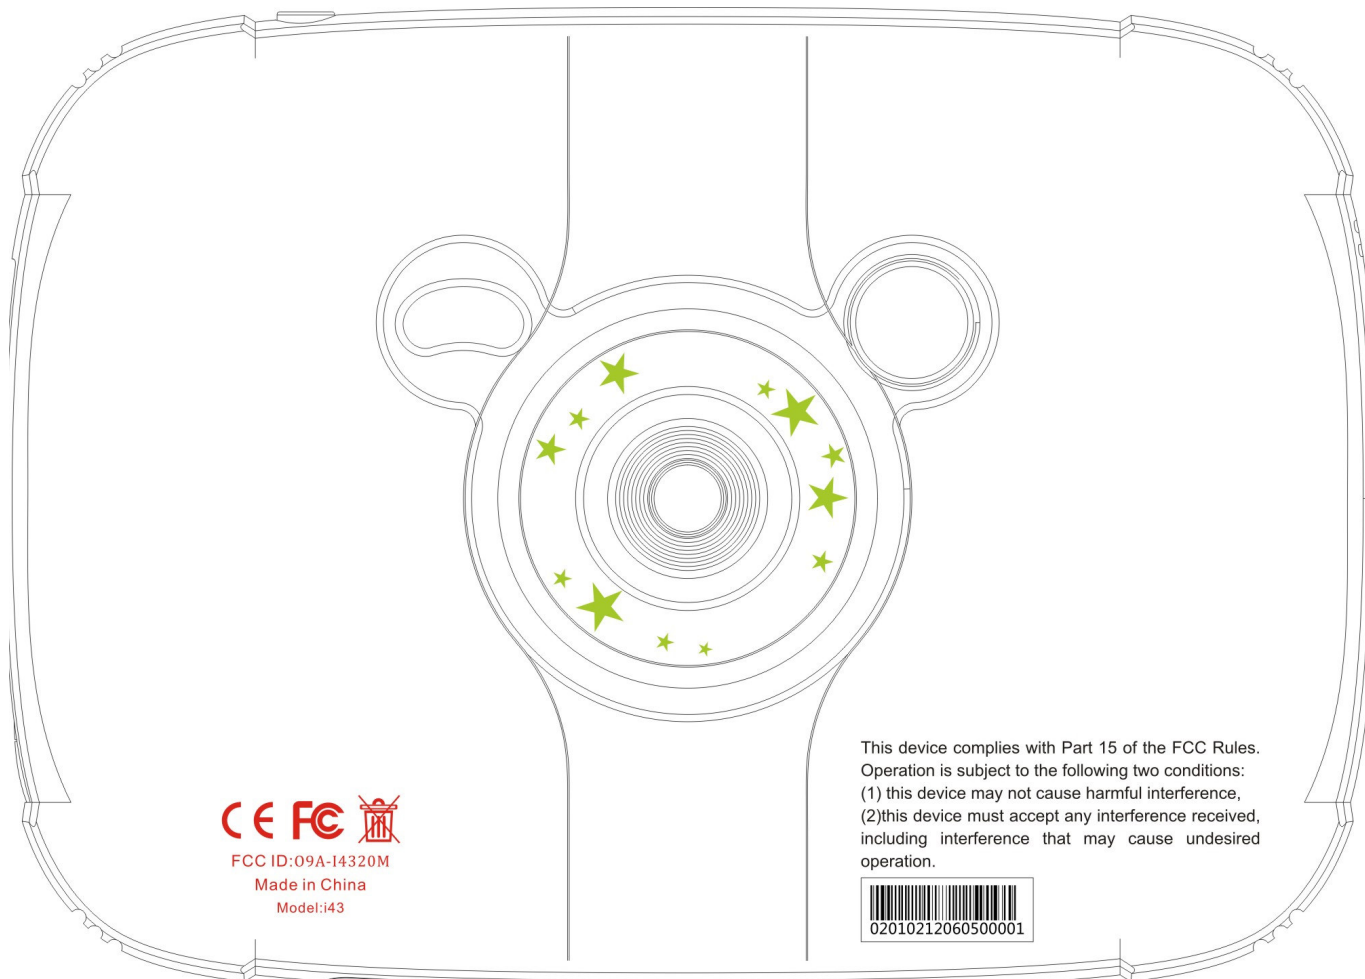 This device complies with Part 15 of the FCC Rules.
Operation is subject to the following two conditions:
(1) this device may not cause harmful interference,
(2)this device must accept any interference received,
including interference that may cause undesired
operation.
CE FC
FCC ID:O9A-I4320M
Made in China
Model:i43
02010212060500001